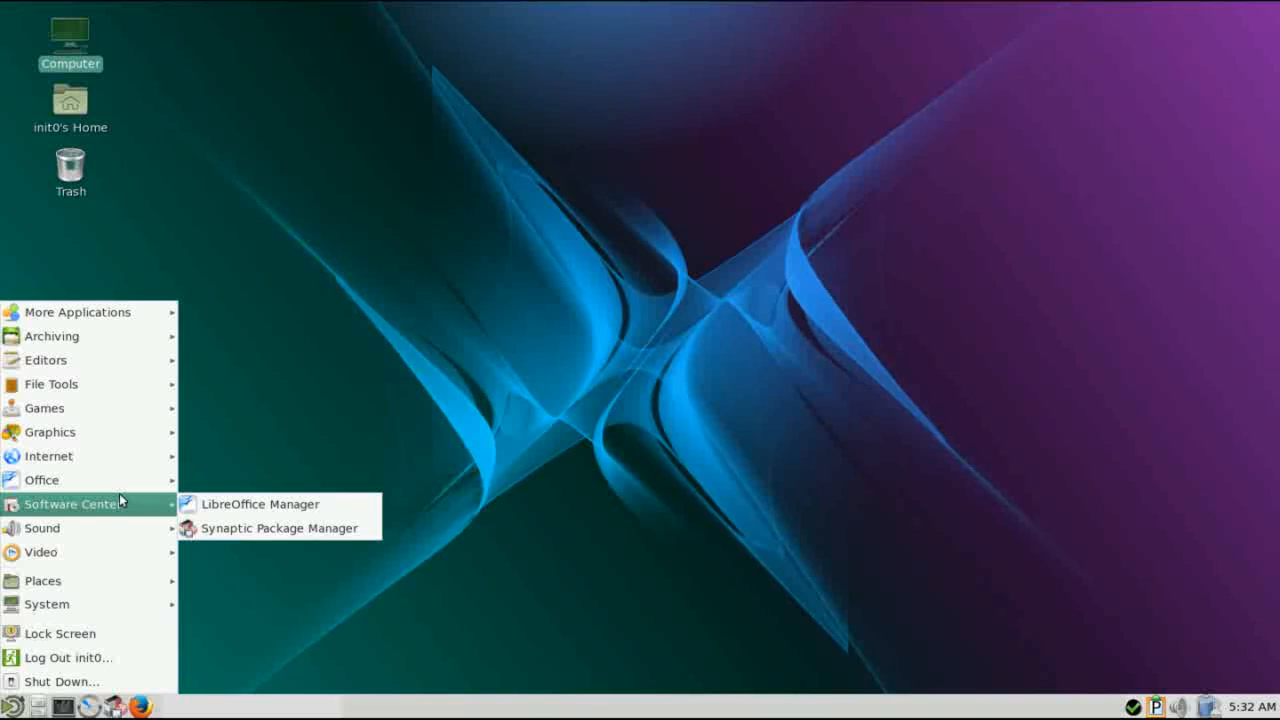 Computer
init0's Home
Trash
More Applications
Archiving
Editors
File Tools
Games
Graphics
Internet
Office
Software Center
LibreOffice Manager
Synaptic Package Manager
Sound
Video
Places
System
Lock Screen
Log Out init0...
Shut Down...
P
5:32 AM